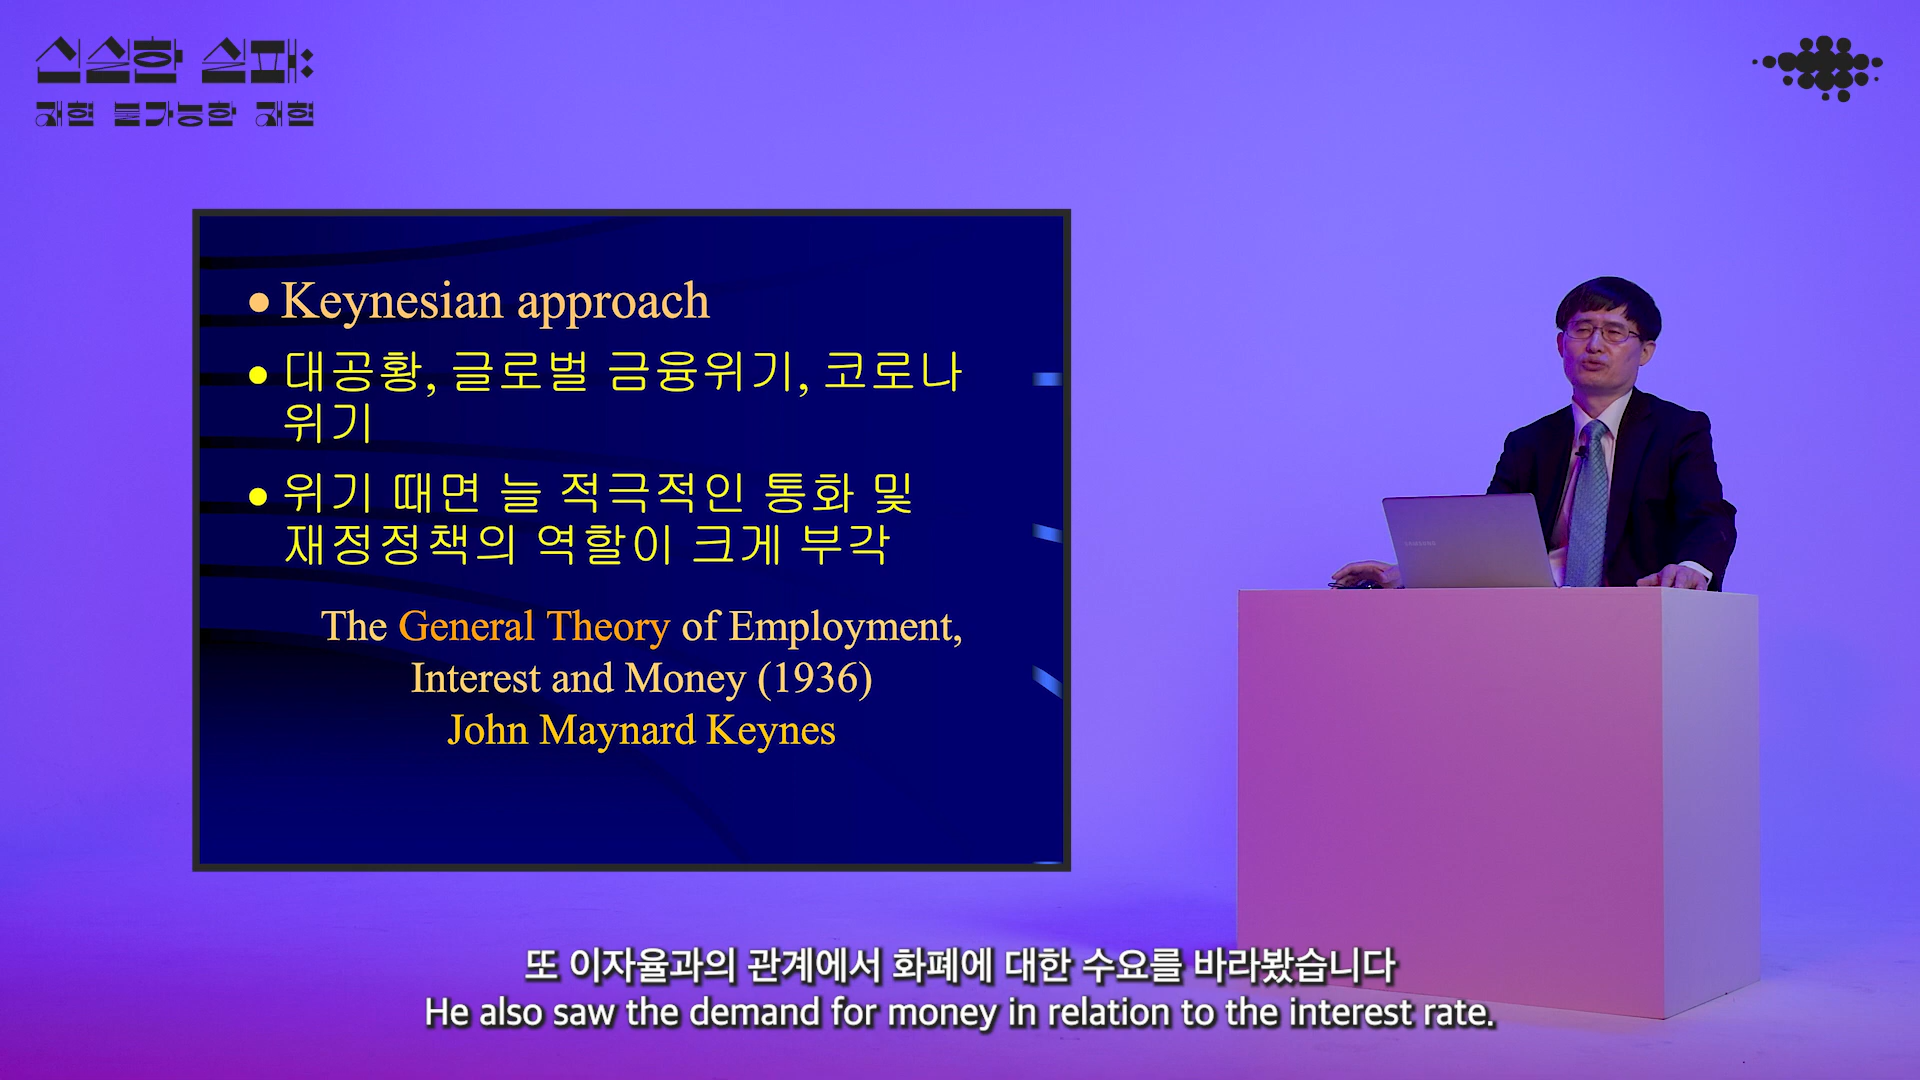 신실한 실패:
재현 불가능한 재현
• Keynesian approach
• 대공황, 글로벌 금융위기, 코로나
위기
• 위기 때면 늘 적극적인 통화 및
재정정책의 역할이 크게 부각
The General Theory of Employment,
Interest and Money (1936)
John Maynard Keynes
SAMSUNG
또 이자율과의 관계에서 화폐에 대한 수요를 바라봤습니다
He also saw the demand for money in relation to the interest rate.